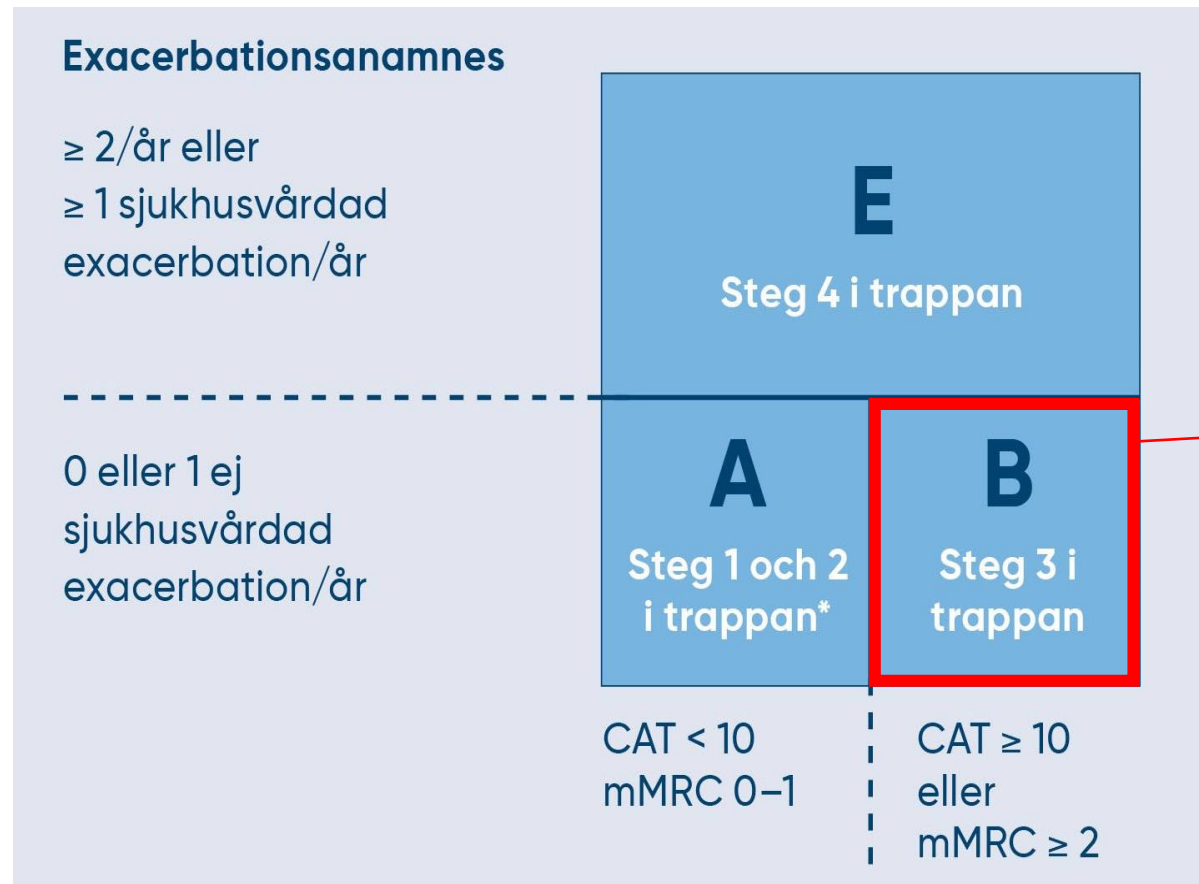 Exacerbationsanamnes
≥ 2/år eller
≥ 1 sjukhusvårdad
exacerbation/år
E
Steg 4 i trappan
0 eller 1 ej
sjukhusvårdad
exacerbation/år
A
Steg 1 och 2
i trappan*
B
Steg 3 i
trappan
CAT < 10
mMRC 0–1
CAT ≥ 10
eller
mMRC ≥ 2